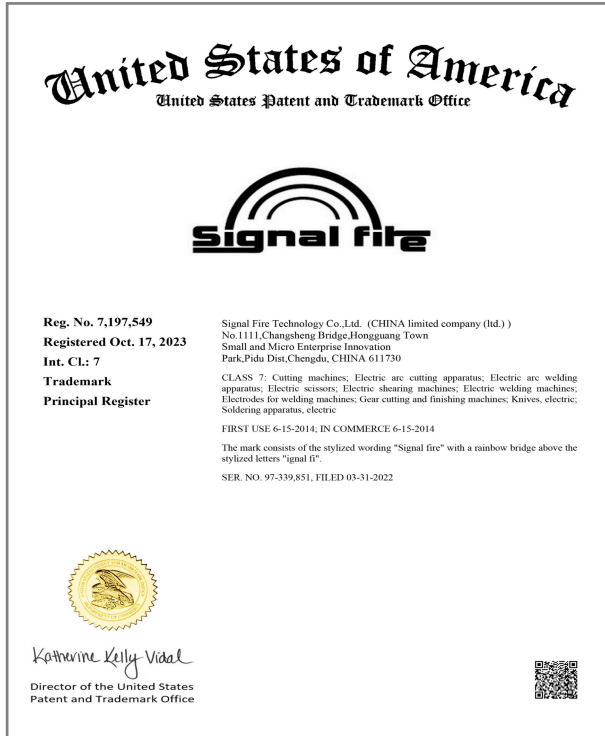 United States of America
United States Patent and Trademark Office
Signal fire
Reg. No. 7,197,549
Registered Oct. 17, 2023
Int. Cl.: 7
Trademark
Principal Register
Signal Fire Technology Co.,Ltd. (CHINA limited company (ltd.) )
No.1111,Changsheng Bridge,Hongguang Town
Small and Micro Enterprise Innovation
Park,Pidu Dist,Chengdu, CHINA 611730
CLASS 7: Cutting machines; Electric arc cutting apparatus; Electric arc welding
apparatus; Electric scissors; Electric shearing machines; Electric welding machines;
Electrodes for welding machines; Gear cutting and finishing machines; Knives, electric;
Soldering apparatus, electric
FIRST USE 6-15-2014; IN COMMERCE 6-15-2014
The mark consists of the stylized wording "Signal fire" with a rainbow bridge above the
stylized letters "ignal fi".
SER. NO. 97-339,851, FILED 03-31-2022
Katherine Kelly Vidal
Director of the United States
Patent and Trademark Office